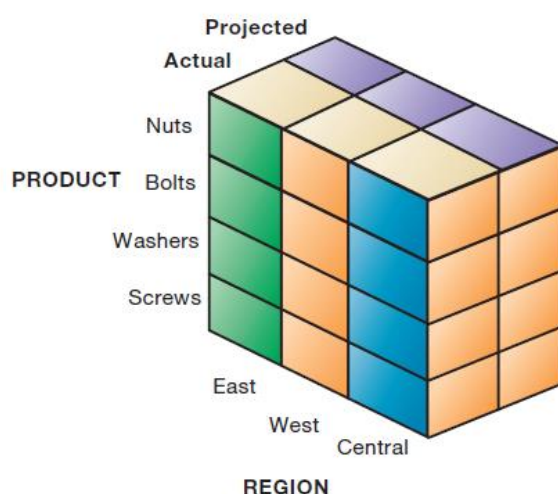 Projected
Actual
Nuts
PRODUCT Bolts
Washers
Screws
East
West
Central
REGION